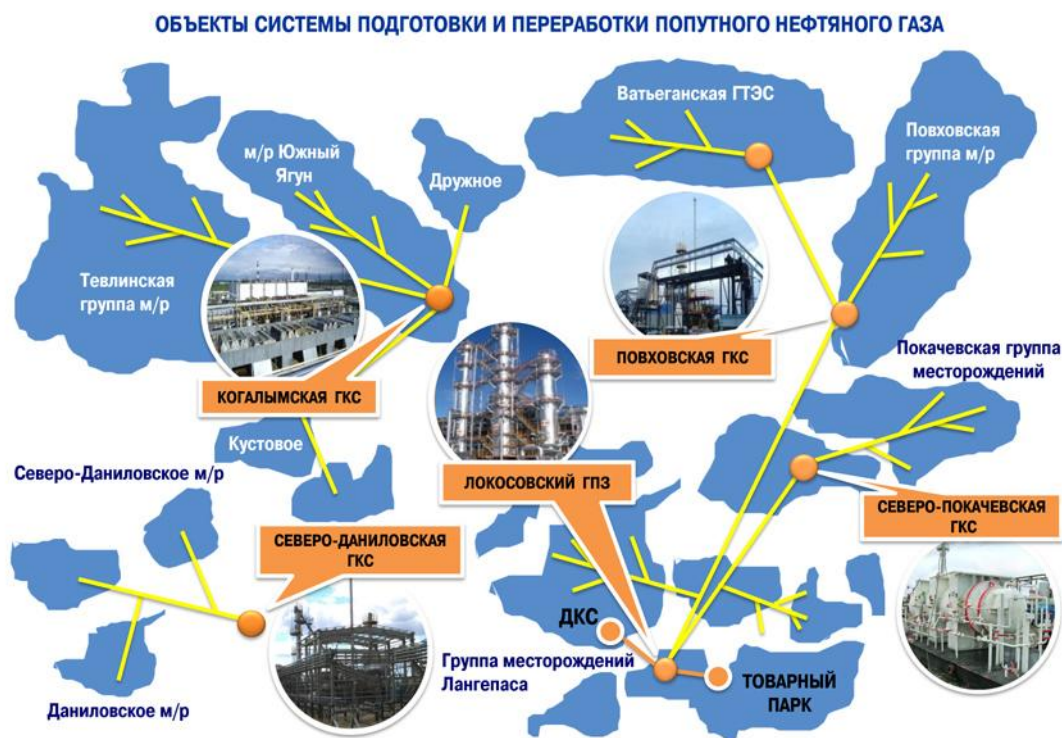 ОБЪЕКТЫ СИСТЕМЫ ПОДГОТОВКИ И ПЕРЕРАБОТКИ ПОПУТНОГО НЕФТЯНОГО ГАЗА
Ватьеганская ГТЭС
Повховская
группа м/р
м/р Южный
Ягун
Дружное
Тевлинская
группа м/р
ПОВХОВСКАЯ ГКС
Покачевская группа
месторождений
КОГАЛЫМСКАЯ ГКС
Кустовое
Северо-Даниловское м/р
ЛОКОСОВСКИЙ ГПЗ
СЕВЕРО-ПОКАЧЕВСКАЯ
ГКС
СЕВЕРО-ДАНИЛОВСКАЯ
ГКС
ДКС
Группа месторождений
Лангепаса
ТОВАРНЫЙ
ПАРК
Даниловское м/р